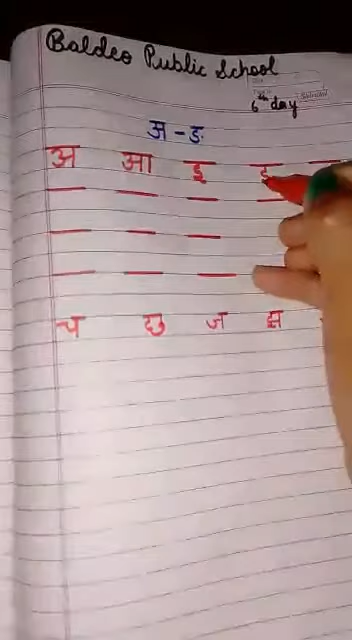 Baldeo Public School
6th day
अ - ङ
अ आ इ ई
च छ ज झ